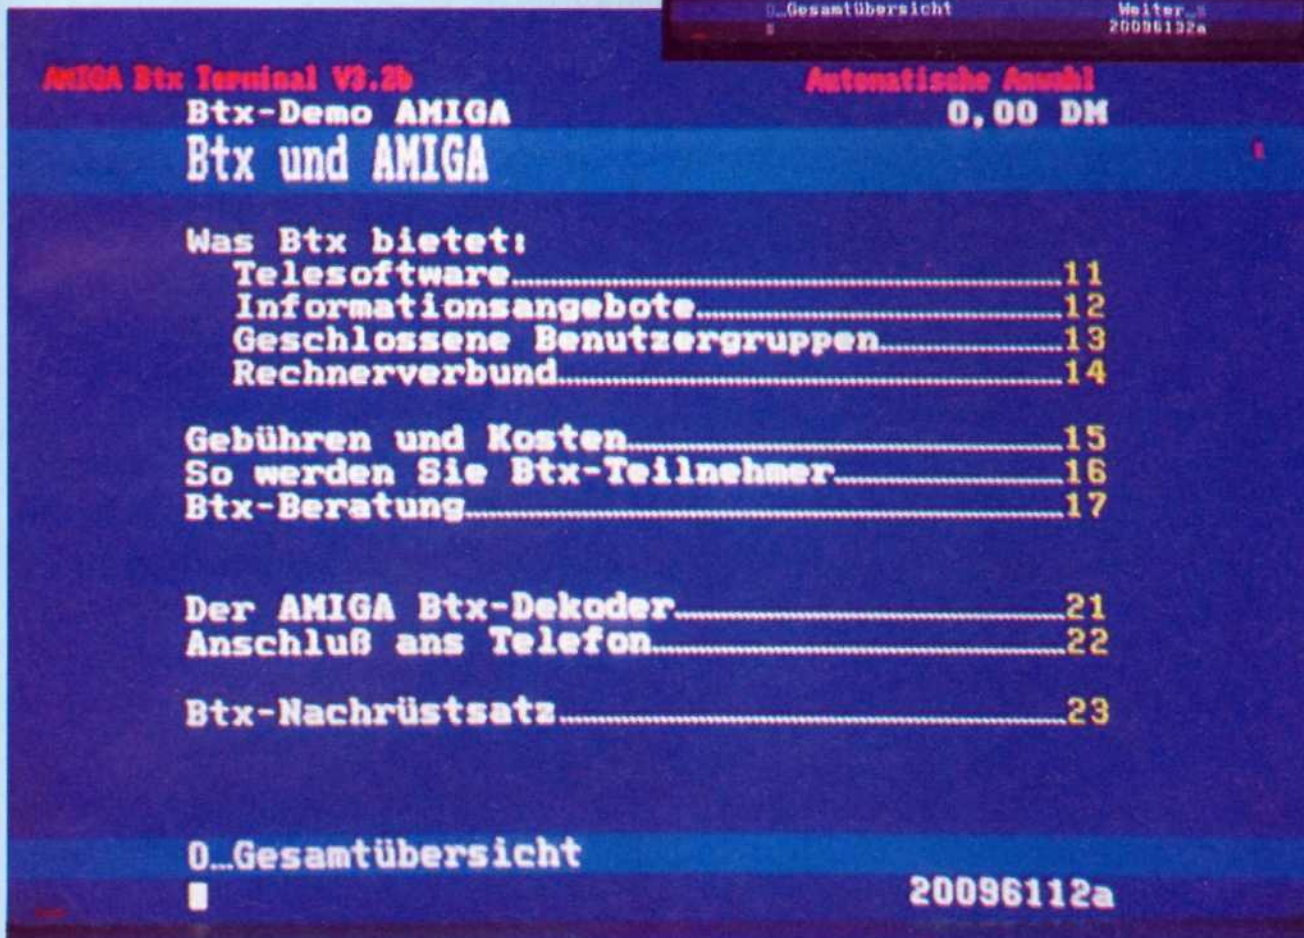 0...Gesamtübersicht Weiter...#
20096132a
AMIGA Btx Terminal V3.2b Automatische Anwahl
Btx-Demo AMIGA 0,00 DM
Btx und AMIGA
Was Btx bietet:
Telesoftware...11
Informationsangebote...12
Geschlossene Benutzergruppen...13
Rechnerverbund...14
Gebühren und Kosten...15
So werden Sie Btx-Teilnehmer...16
Btx-Beratung...17
Der AMIGA Btx-Dekoder...21
Anschluß ans Telefon...22
Btx-Nachrüstsatz...23
0...Gesamtübersicht
20096112a